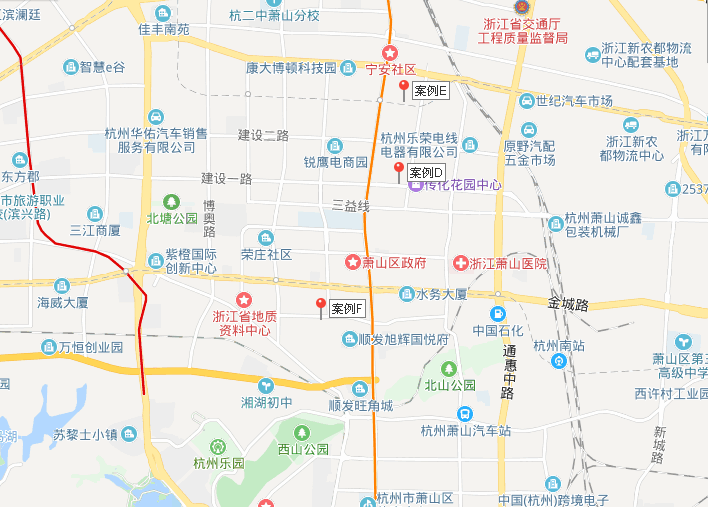 滨澜廷
佳丰南苑
杭二中萧山分校
浙江省交通厅
工程质量监督局
智慧e谷
康大博顿科技园
宁安社区
浙江新农都物流
中心配套基地
案例E
世纪汽车市场
杭州华佑汽车销售
服务有限公司
建设二路
锐鹰电商园
杭州乐荣电线
电器有限公司
原野汽配
五金市场
浙江新农
都物流中心
浙江万
有限
东方郡
建设一路
案例D
传化花园中心
2537
市旅游职业
(滨兴路)
三江商厦
北塘公园
博奥路
三益线
杭州萧山诚鑫
包装机械厂
紫橙国际
创新中心
荣庄社区
萧山区政府
浙江萧山医院
海威大厦
浙江省地质
资料中心
案例F
水务大厦
金城路
中国石化
万恒创业园
顺发旭辉国悦府
通惠中路
杭州南站
萧山区第三
高级中学
园
湘湖初中
顺发旺角城
北山公园
西许村工业园
湖
苏黎士小镇
杭州乐园
西山公园
杭州萧山汽车站
新城路
杭州市萧山区
中国(杭州)跨境电子